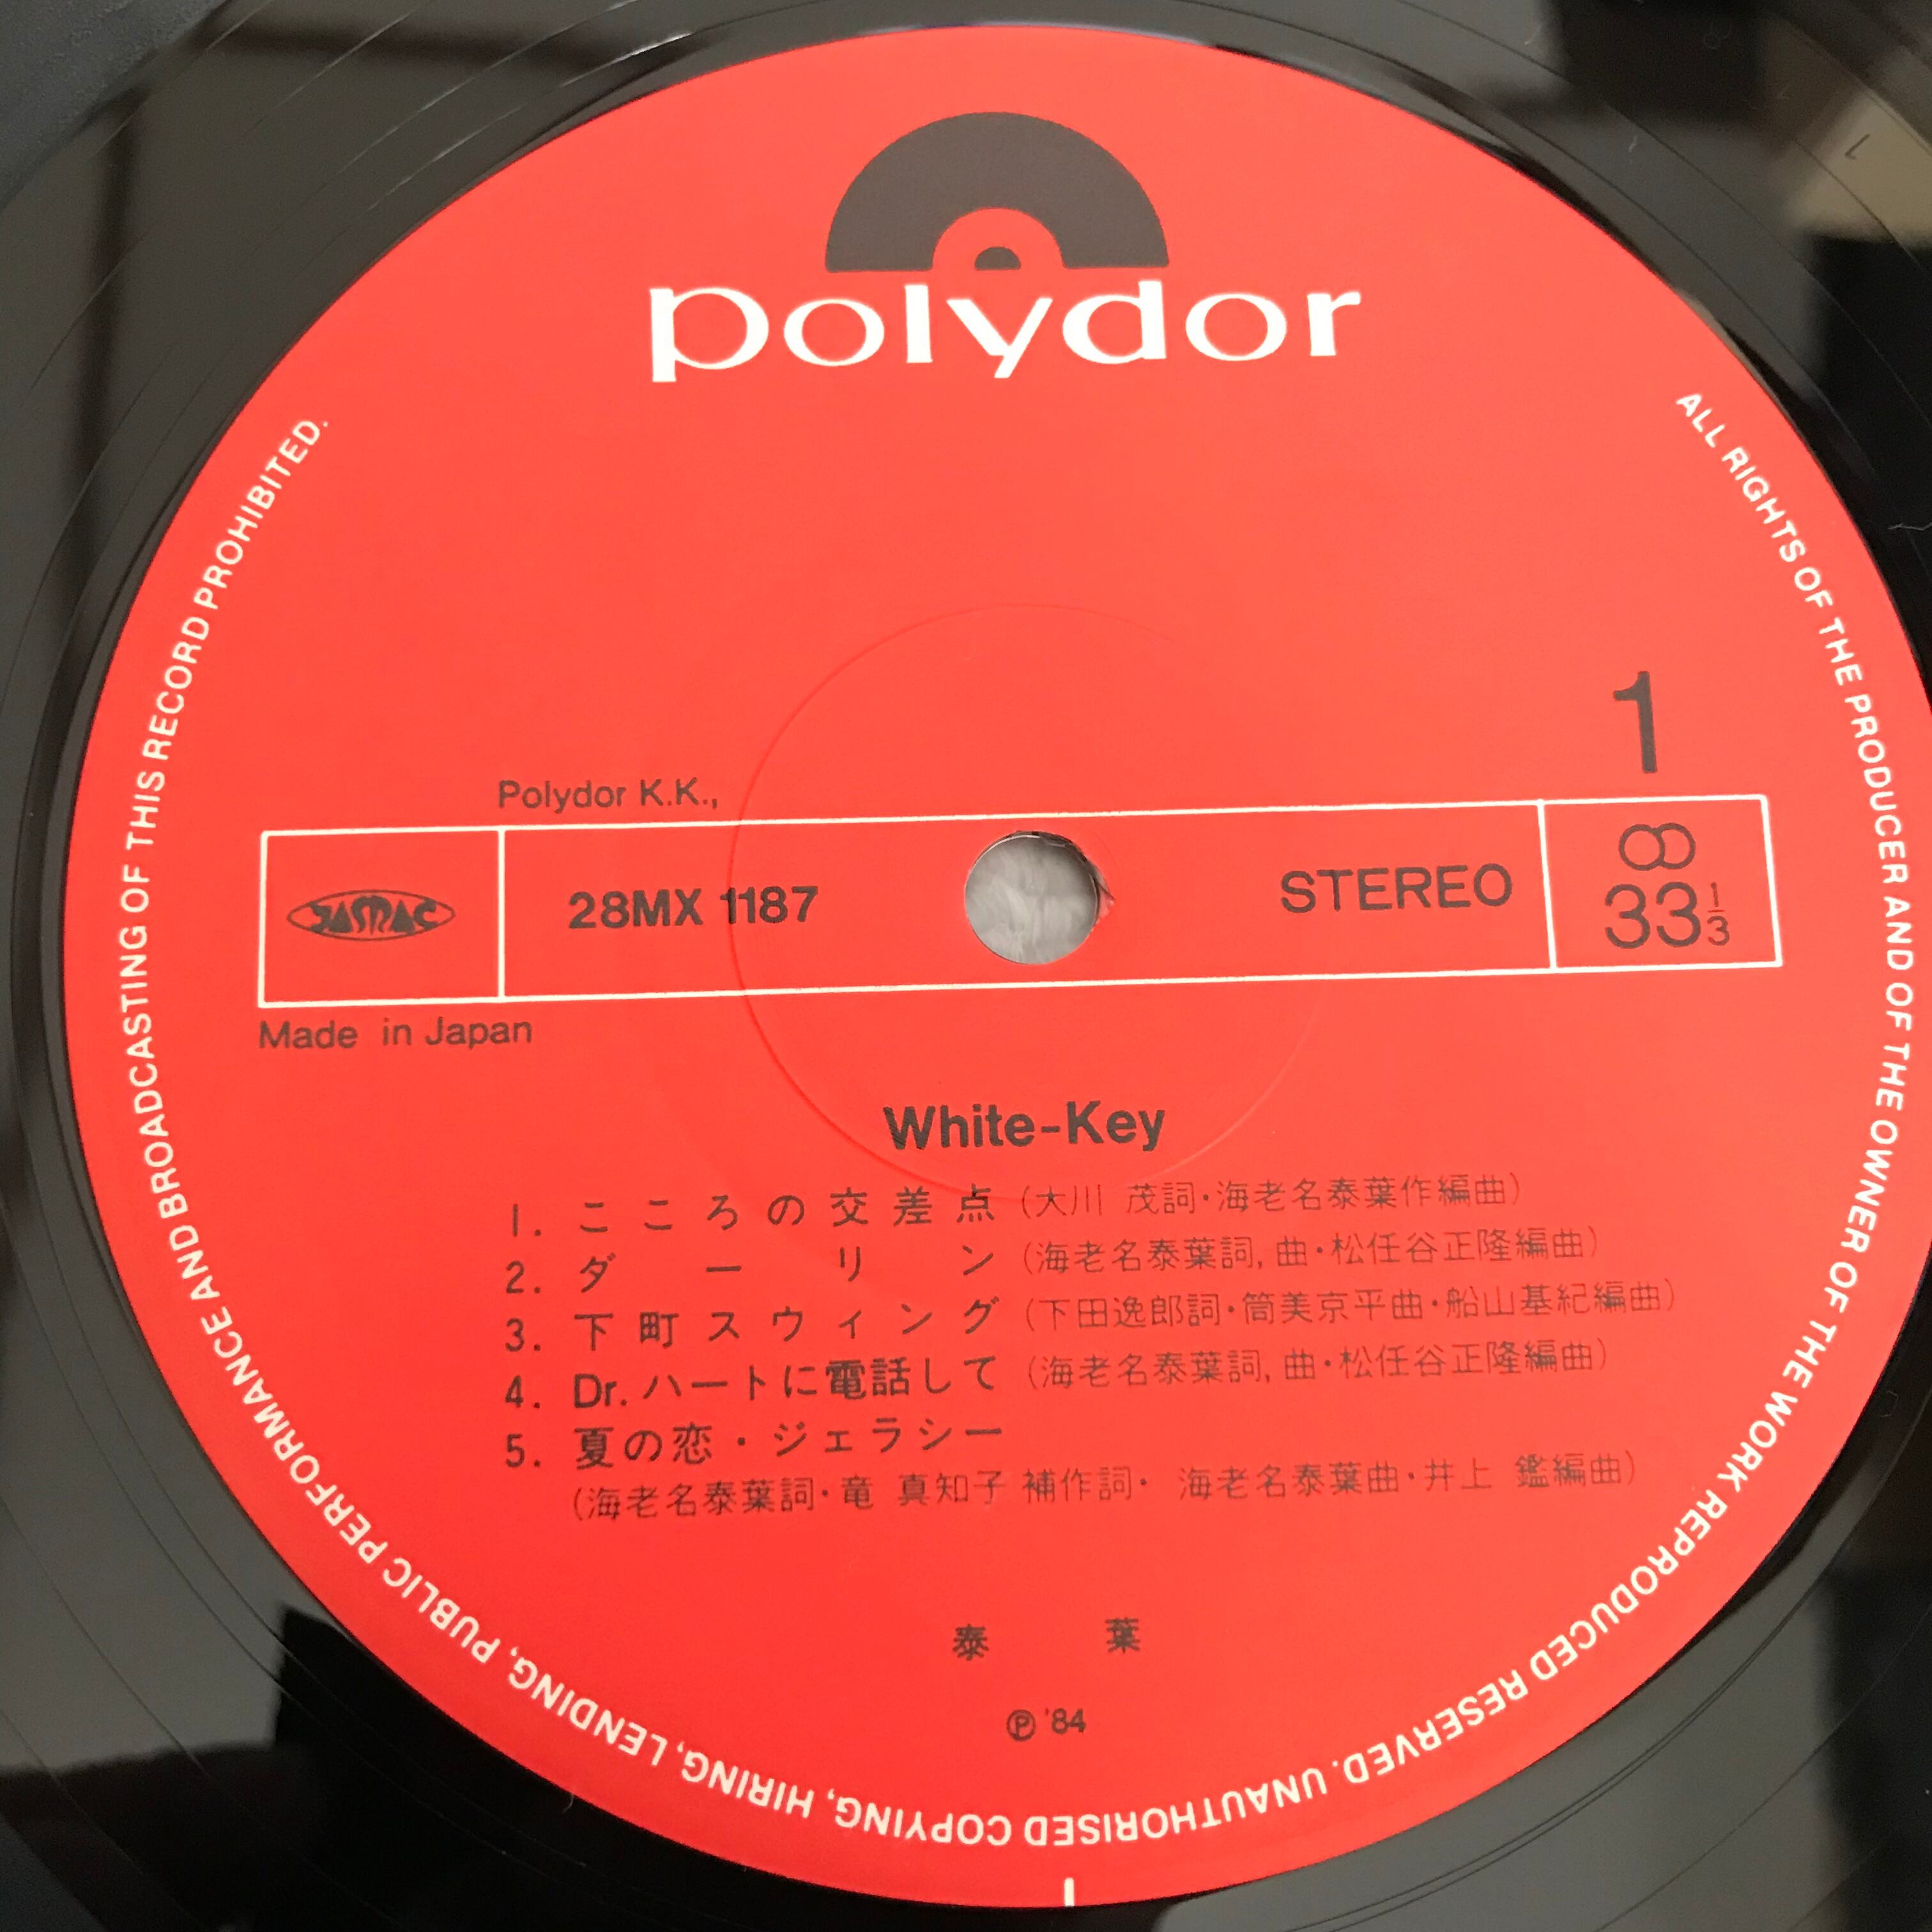 polydor
1
Polydor K.K.,
JASRAC
28MX 1187
STEREO
33 1/3
Made in Japan
White-Key
1. こころの交差点 (大川 茂詞・海老名泰葉作編曲)
2. ダーリン (海老名泰葉詞, 曲・松任谷正隆編曲)
3. 下町スウィング (下田逸郎詞・筒美京平曲・船山基紀編曲)
4. Dr. ハートに電話して (海老名泰葉詞, 曲・松任谷正隆編曲)
5. 夏の恋・ジェラシー
(海老名泰葉詞・竜 真知子 補作詞・ 海老名泰葉曲・井上 鑑編曲)
泰 葉
Ⓟ '84
ALL RIGHTS OF THE PRODUCER AND OF THE OWNER OF THE WORK REPRODUCED RESERVED. UNAUTHORISED COPYING, HIRING, LENDING, PUBLIC PERFORMANCE AND BROADCASTING OF THIS RECORD PROHIBITED.